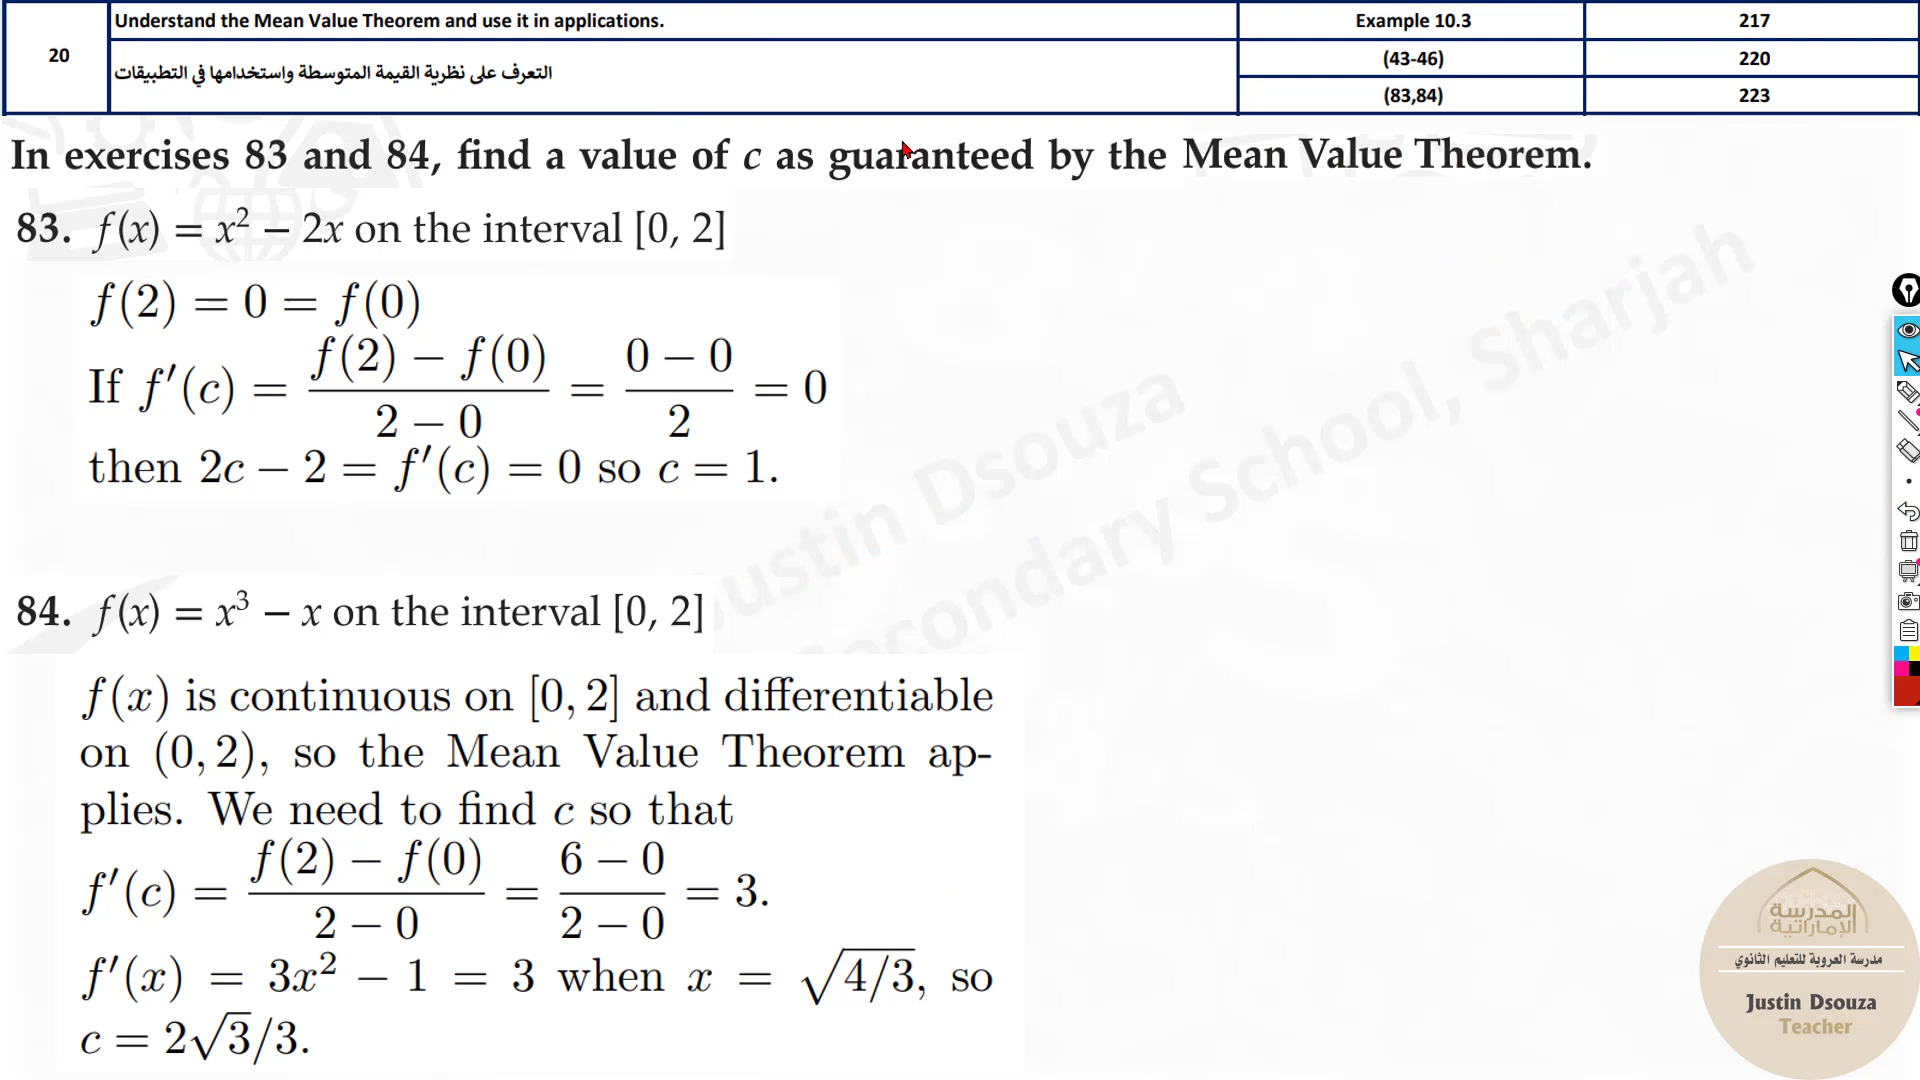 20
Understand the Mean Value Theorem and use it in applications.
التعرف على نظرية القيمة المتوسطة واستخدامها في التطبيقات
Example 10.3
217
(43-46)
220
(83,84)
223
In exercises 83 and 84, find a value of c as guaranteed by the Mean Value Theorem.
83. f(x) = x² − 2x on the interval [0, 2]
f(2) = 0 = f(0)
If f′(c) = (f(2) − f(0))/(2 − 0) = (0 − 0)/2 = 0
then 2c − 2 = f′(c) = 0 so c = 1.
84. f(x) = x³ − x on the interval [0, 2]
f(x) is continuous on [0, 2] and differentiable
on (0, 2), so the Mean Value Theorem ap-
plies. We need to find c so that
f′(c) = (f(2) − f(0))/(2 − 0) = (6 − 0)/(2 − 0) = 3.
f′(x) = 3x² − 1 = 3 when x = √(4/3), so
c = 2√3/3.
ustin Dsouza
econdary School, Sharjah
المدرسة
الإماراتية
مدرسة العروبة للتعليم الثانوي
Justin Dsouza
Teacher